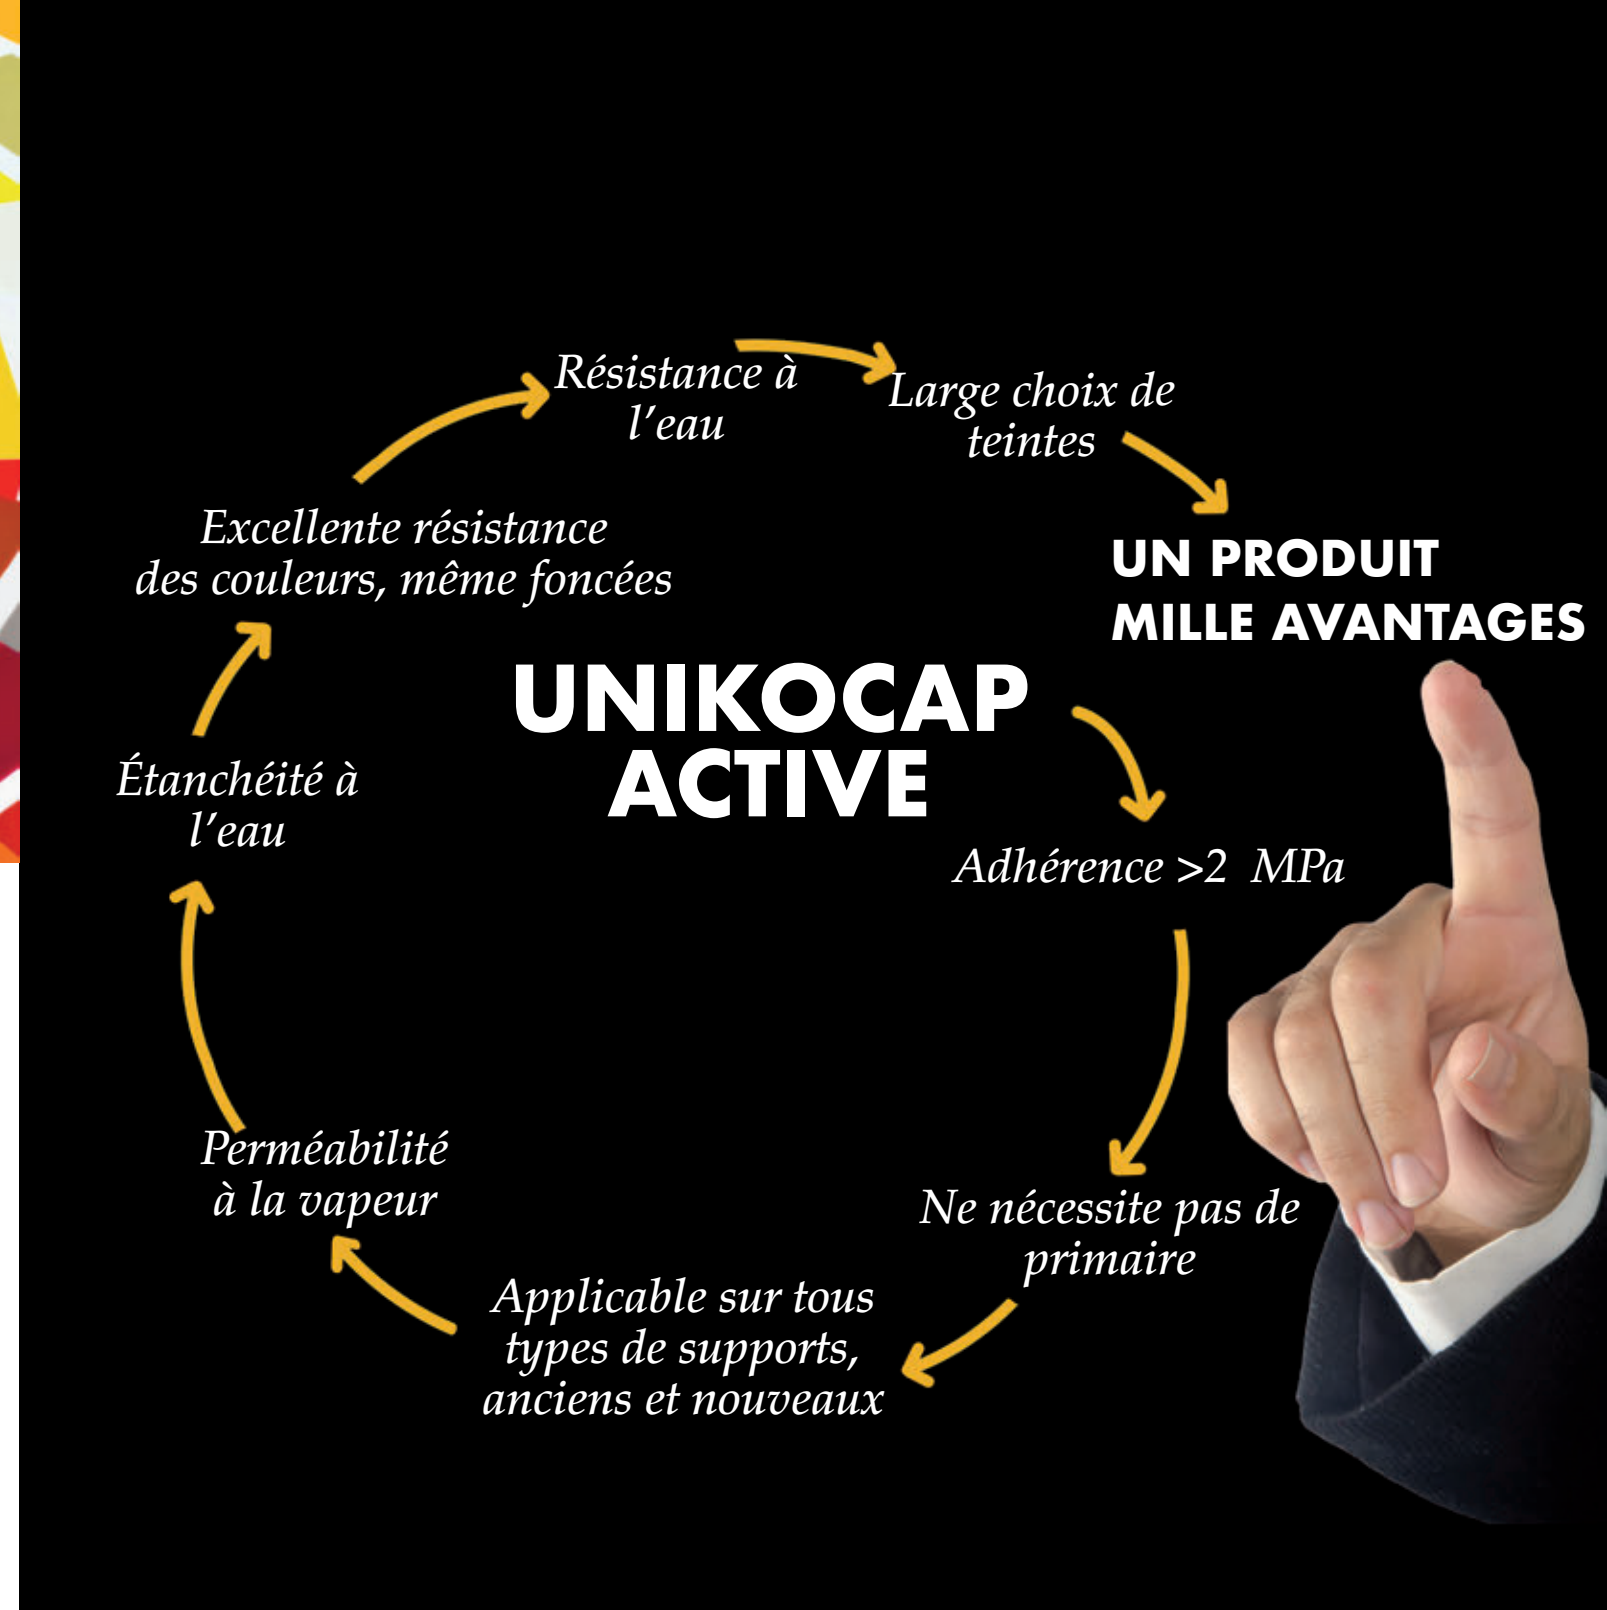 Résistance à
l’eau
Large choix de
teintes
Excellente résistance
des couleurs, même foncées
UN PRODUIT
MILLE AVANTAGES
UNIKOCAP
ACTIVE
Étanchéité à
l’eau
Adhérence >2 MPa
Perméabilité
à la vapeur
Ne nécessite pas de
primaire
Applicable sur tous
types de supports,
anciens et nouveaux